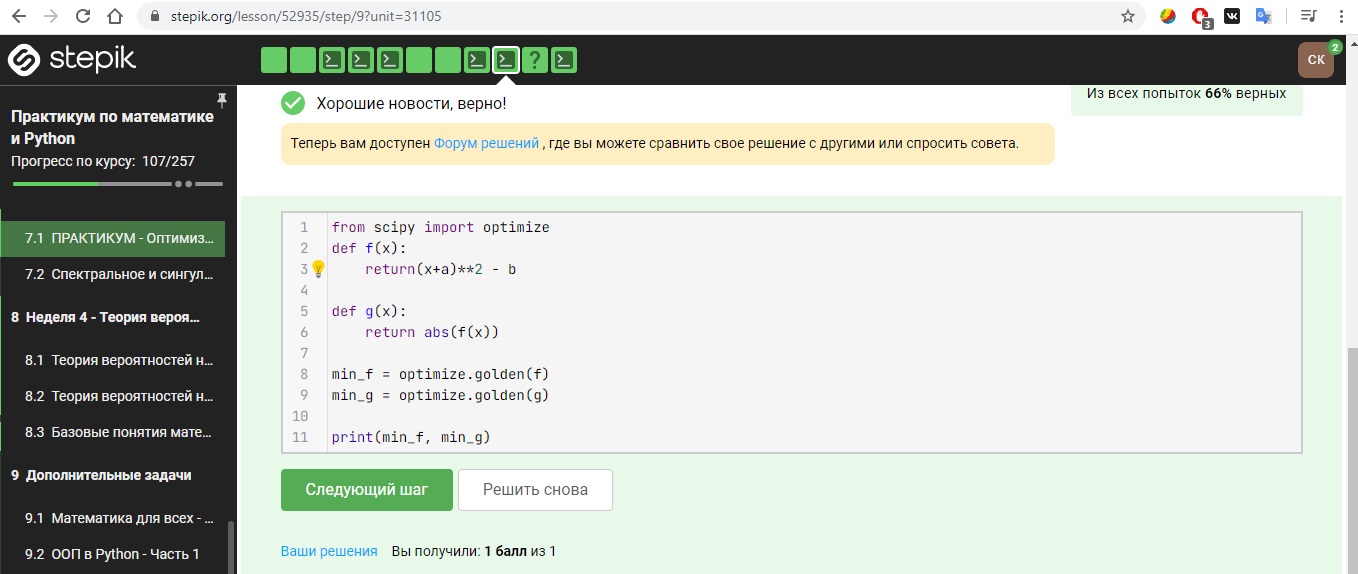 stepik.org/lesson/52935/step/9?unit=31105
3
stepik
?
СК
2
Практикум по математике
и Python
Прогресс по курсу: 107/257
7.1 ПРАКТИКУМ - Оптимиз...
7.2 Спектральное и сингул...
8 Неделя 4 - Теория вероя...
8.1 Теория вероятностей н...
8.2 Теория вероятностей н...
8.3 Базовые понятия мате...
9 Дополнительные задачи
9.1 Математика для всех - ...
9.2 ООП в Python - Часть 1
Хорошие новости, верно!
Из всех попыток 66% верных
Теперь вам доступен Форум решений , где вы можете сравнить свое решение с другими или спросить совета.
1 from scipy import optimize
2 def f(x):
3     return(x+a)**2 - b
4
5 def g(x):
6     return abs(f(x))
7
8 min_f = optimize.golden(f)
9 min_g = optimize.golden(g)
10
11 print(min_f, min_g)
Следующий шаг
Решить снова
Ваши решения Вы получили: 1 балл из 1